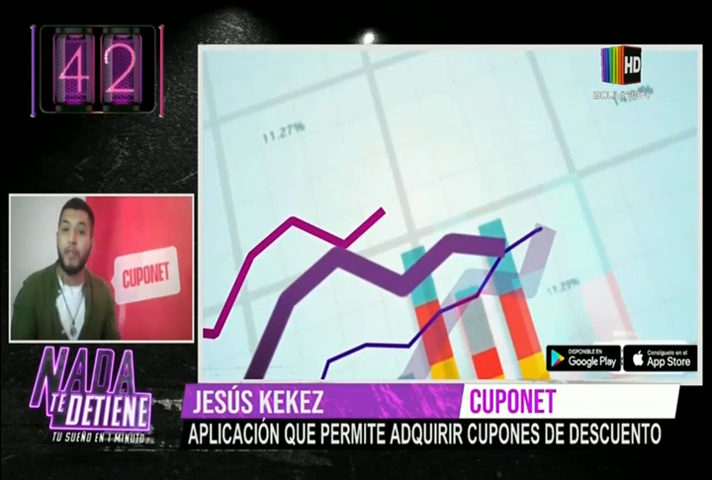 42
HD
BOLIVISION
11.27%
CUPONET
11.29%
DISPONIBLE EN
Google Play
Consíguelo en el
App Store
NADA
TE
DETIENE
TU SUEÑO EN 1 MINUTO
JESÚS KEKEZ
CUPONET
APLICACIÓN QUE PERMITE ADQUIRIR CUPONES DE DESCUENTO